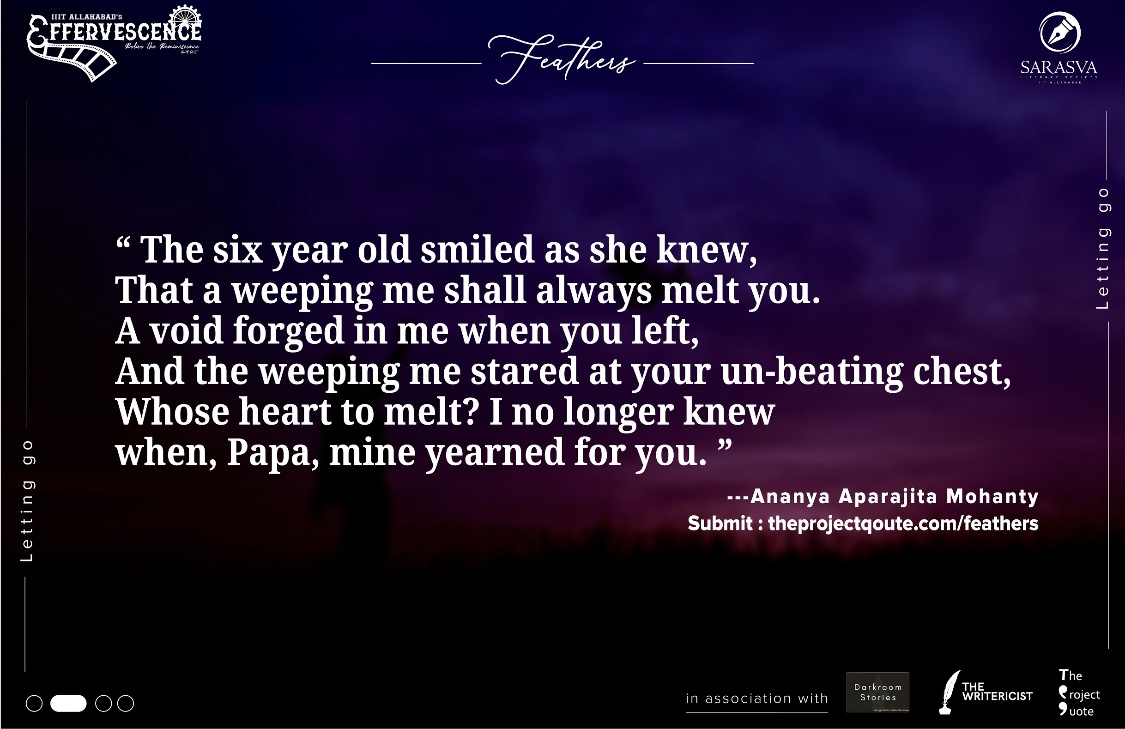 IIIT ALLAHABAD'S
EFFERVESCENCE
Relive the Reminiscence
Feathers
SARASVA
Letting go
“ The six year old smiled as she knew,
That a weeping me shall always melt you.
A void forged in me when you left,
And the weeping me stared at your un-beating chest,
Whose heart to melt? I no longer knew
when, Papa, mine yearned for you. ”
---Ananya Aparajita Mohanty
Submit : theprojectqoute.com/feathers
Letting go
in association with
Darkroom
Stories
THE
WRITERICIST
The
Project
Quote